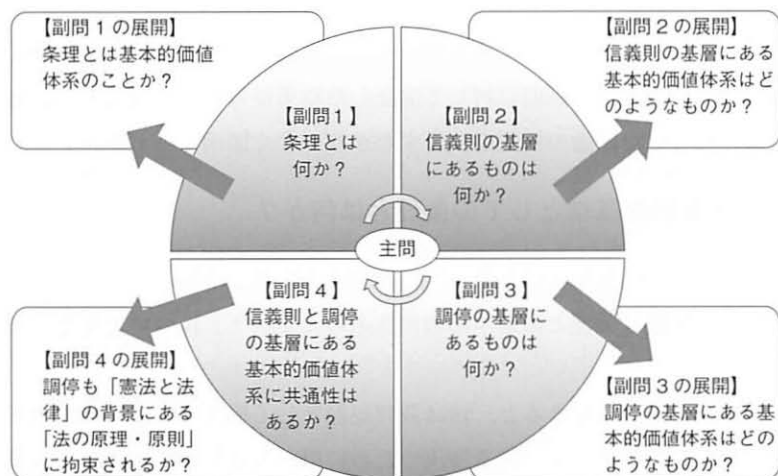 【副問1の展開】
条理とは基本的価値
体系のことか?
【副問2の展開】
信義則の基層にある
基本的価値体系はど
のようなものか?
【副問1】
条理とは
何か?
【副問2】
信義則の基層
にあるものは
何か?
主問
【副問4】
信義則と調停
の基層にある
基本的価値体
系に共通性は
あるか?
【副問3】
調停の基層に
あるものは
何か?
【副問4の展開】
調停も「憲法と法
律」の背景にある
「法の原理・原則」
に拘束されるか?
【副問3の展開】
調停の基層にある基
本的価値体系はどの
ようなものか?